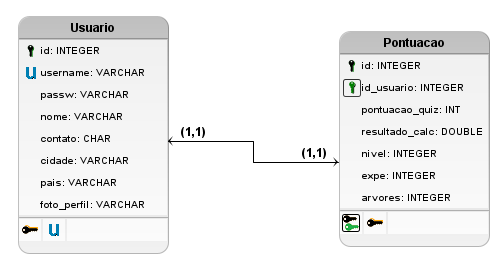 Usuario
id: INTEGER
U username: VARCHAR
passw: VARCHAR
nome: VARCHAR
contato: CHAR
cidade: VARCHAR
pais: VARCHAR
foto_perfil: VARCHAR
U
(1,1)
(1,1)
Pontuacao
id: INTEGER
id_usuario: INTEGER
pontuacao_quiz: INT
resultado_calc: DOUBLE
nivel: INTEGER
expe: INTEGER
arvores: INTEGER